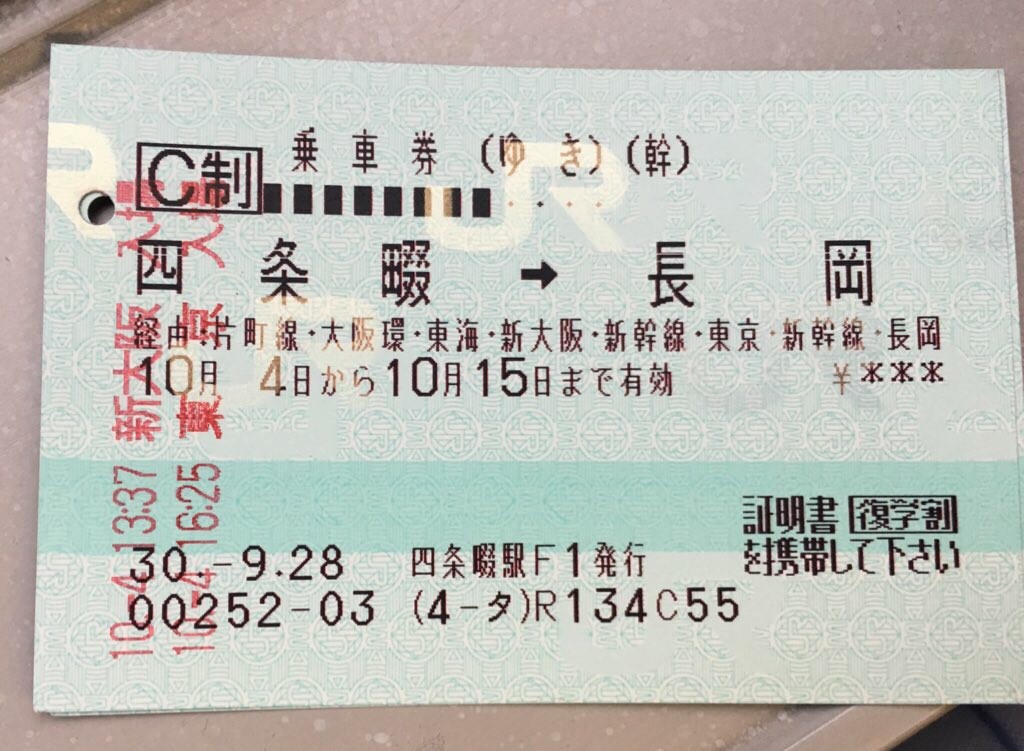 C制 乗車券 (ゆき) (幹)
四条畷 → 長岡
経由:片町線・大阪環・東海・新大阪・新幹線・東京・新幹線・長岡
10月 4日から10月15日まで有効 ¥***
証明書 復学割
を携帯して下さい
30 -9.28 四条畷駅F1発行
00252-03 (4-タ)R134C55
10-4 13:37 新大阪 入場
10-4 16:25 東京 入場
JR